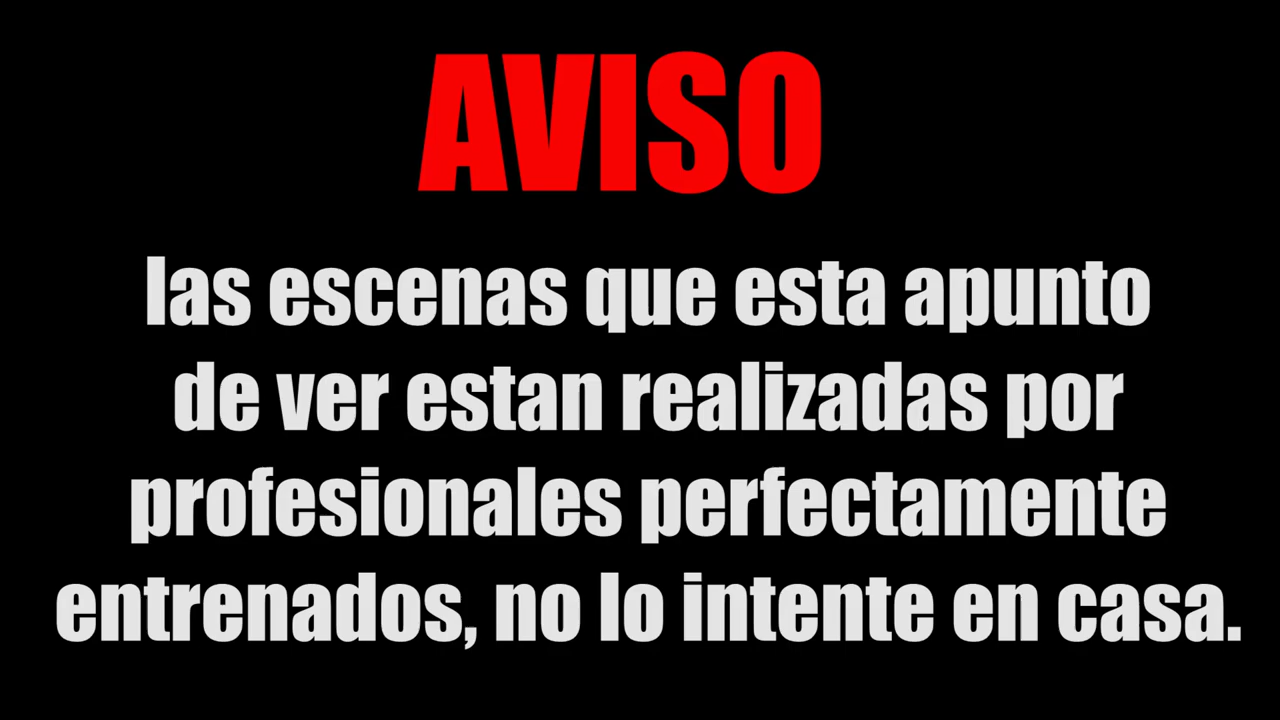 AVISO
las escenas que esta apunto
de ver estan realizadas por
profesionales perfectamente
entrenados, no lo intente en casa.